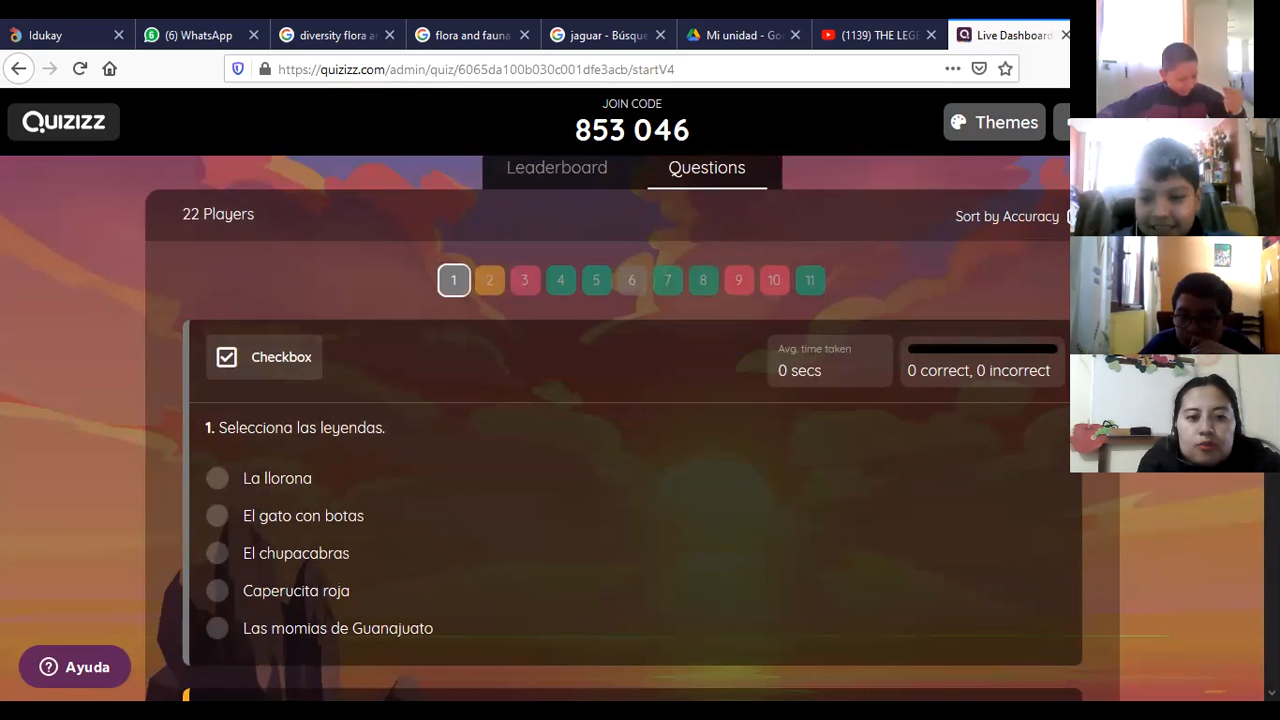 Idukay
(6) WhatsApp
diversity flora an
flora and fauna
jaguar - Búsque
Mi unidad - Goo
(1139) THE LEGE
Live Dashboard
https://quizizz.com/admin/quiz/6065da100b030c001dfe3acb/startV4
QUIZIZZ
JOIN CODE
853 046
Themes
Leaderboard
Questions
22 Players
Sort by Accuracy
1 2 3 4 5 6 7 8 9 10 11
Checkbox
Avg. time taken
0 secs
0 correct, 0 incorrect
1. Selecciona las leyendas.
La llorona
El gato con botas
El chupacabras
Caperucita roja
Las momias de Guanajuato
Ayuda